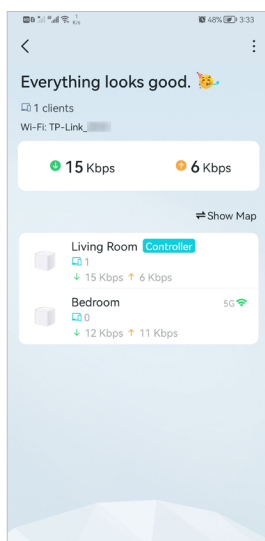 48% 3:33
Everything looks good.
1 clients
Wi-Fi: TP-Link_
15 Kbps 6 Kbps
Show Map
Living Room Controller
1
15 Kbps 6 Kbps
Bedroom 5G
0
12 Kbps 11 Kbps